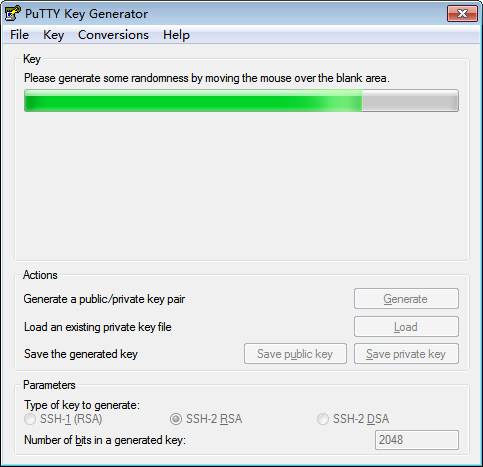 PuTTY Key Generator
File Key Conversions Help
Key
Please generate some randomness by moving the mouse over the blank area.
Actions
Generate a public/private key pair Generate
Load an existing private key file Load
Save the generated key Save public key Save private key
Parameters
Type of key to generate:
SSH-1 (RSA) SSH-2 RSA SSH-2 DSA
Number of bits in a generated key: 2048